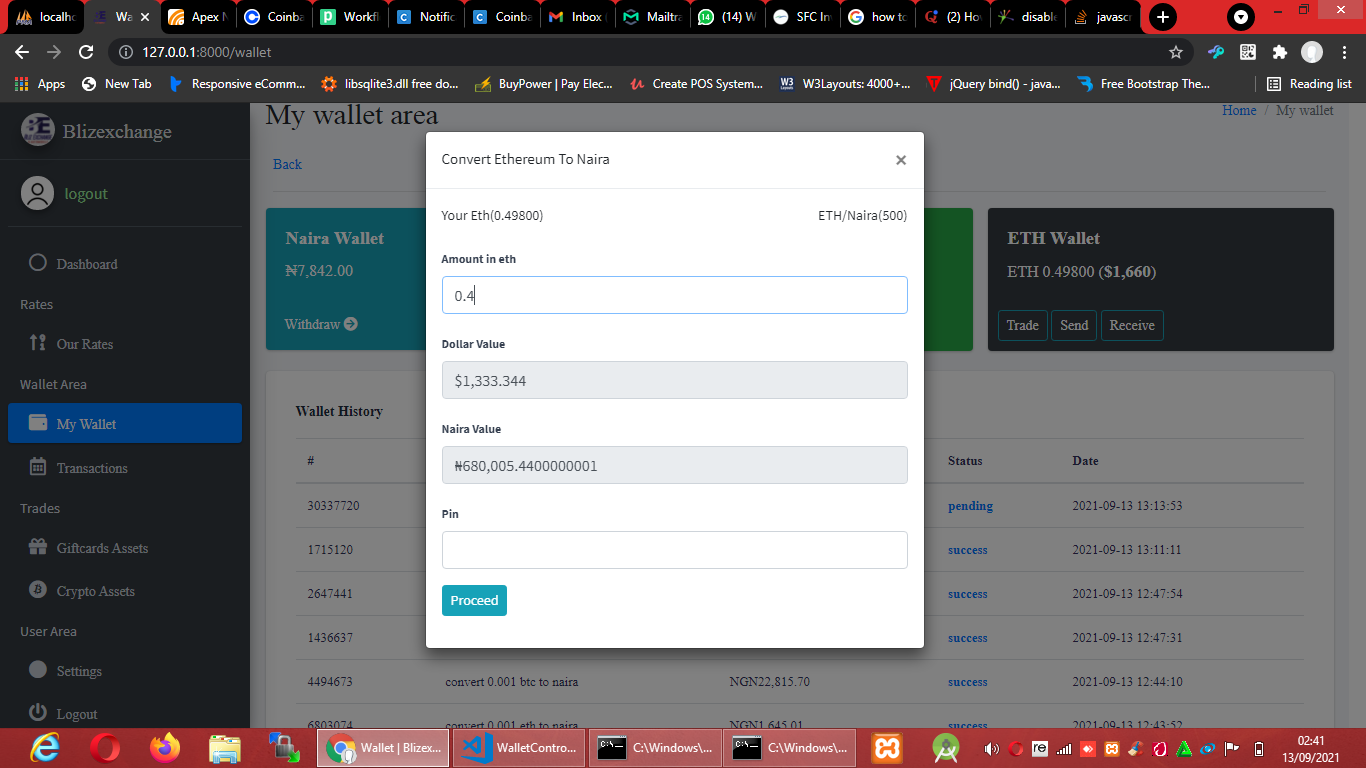 localho
Wa
Apex N
Coinba
Workfl
Notific
Coinba
Inbox
Mailtra
(14) W
SFC In
how to
(2) Hov
disable
javascr
127.0.0.1:8000/wallet
Apps
New Tab
Responsive eComm...
libsqlite3.dll free do...
BuyPower | Pay Elec...
Create POS System...
W3Layouts: 4000+...
jQuery bind() - java...
Free Bootstrap The...
Reading list
Blizexchange
My wallet area
Home / My wallet
logout
Back
Dashboard
Rates
Our Rates
Wallet Area
My Wallet
Transactions
Trades
Giftcards Assets
Crypto Assets
User Area
Settings
Logout
Naira Wallet
₦7,842.00
Withdraw
ETH Wallet
ETH 0.49800 ($1,660)
Trade Send Receive
Convert Ethereum To Naira ×
Your Eth(0.49800) ETH/Naira(500)
Amount in eth
0.4
Dollar Value
$1,333.344
Naira Value
₦680,005.4400000001
Pin
Proceed
Wallet History
# Status Date
30337720 pending 2021-09-13 13:13:53
1715120 success 2021-09-13 13:11:11
2647441 success 2021-09-13 12:47:54
1436637 success 2021-09-13 12:47:31
4494673 convert 0.001 btc to naira NGN22,815.70 success 2021-09-13 12:44:10
6803074 convert 0.001 eth to naira NGN1,645.01 success 2021-09-13 12:43:52
Wallet | Blizex...
WalletContro...
C:\Windows\...
C:\Windows\...
02:41
13/09/2021